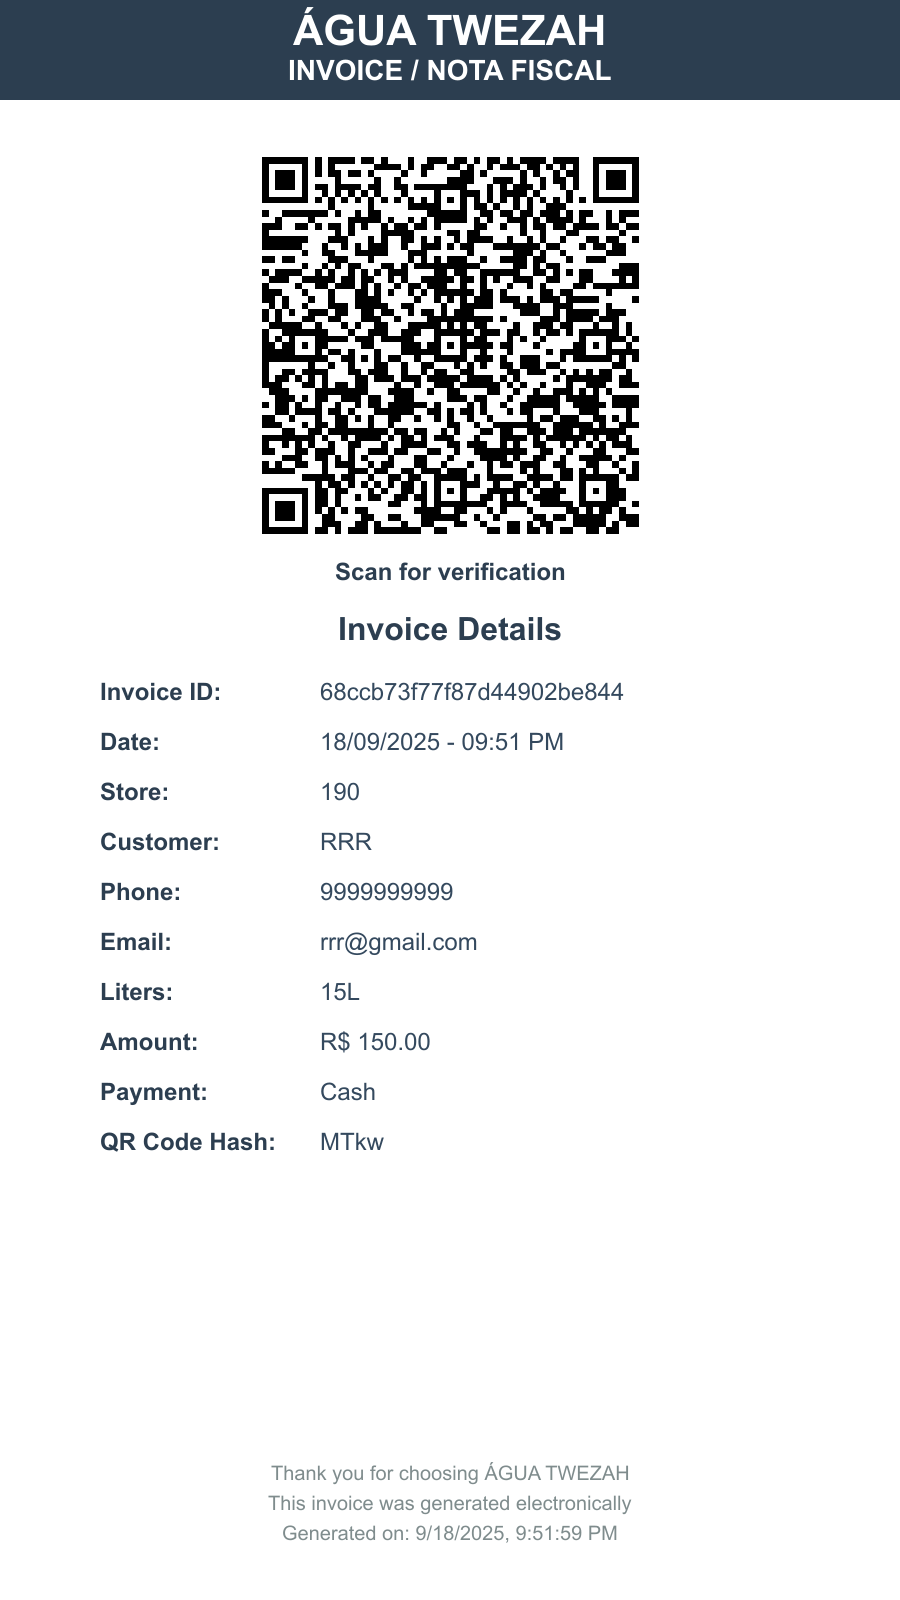 ÁGUA TWEZAH
INVOICE / NOTA FISCAL
Scan for verification
Invoice Details
Invoice ID: 68ccb73f77f87d44902be844
Date: 18/09/2025 - 09:51 PM
Store: 190
Customer: RRR
Phone: 9999999999
Email: rrr@gmail.com
Liters: 15L
Amount: R$ 150.00
Payment: Cash
QR Code Hash: MTkw
Thank you for choosing ÁGUA TWEZAH
This invoice was generated electronically
Generated on: 9/18/2025, 9:51:59 PM